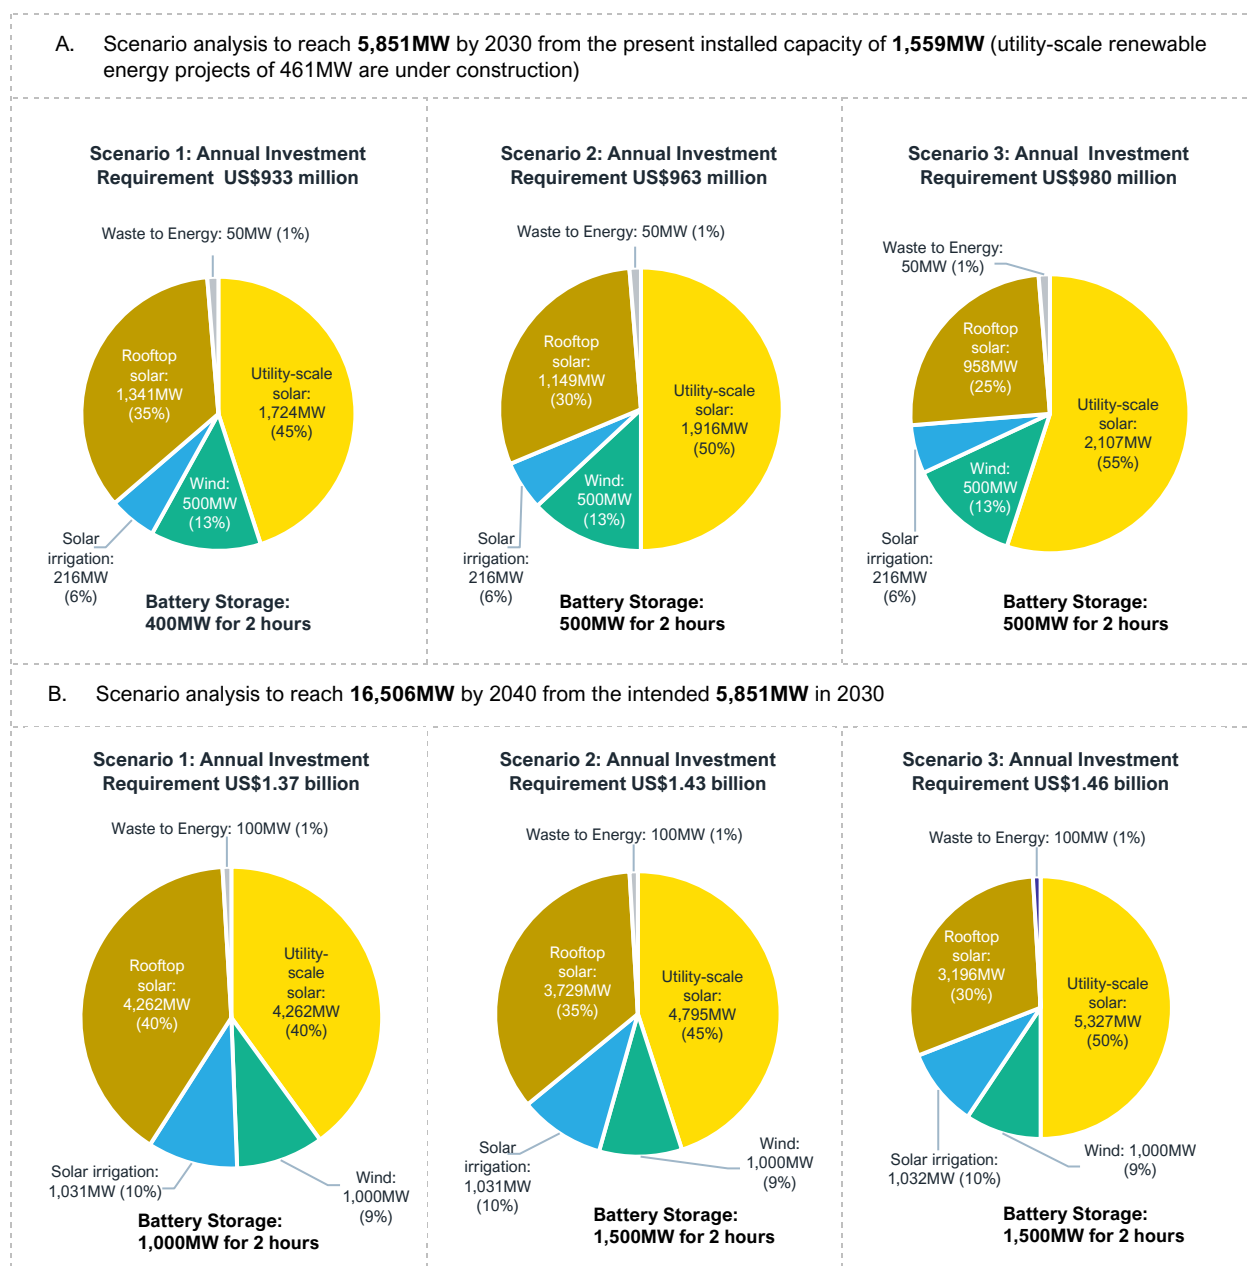 A. Scenario analysis to reach 5,851MW by 2030 from the present installed capacity of 1,559MW (utility-scale renewable
energy projects of 461MW are under construction)
Scenario 1: Annual Investment
Requirement US$933 million
Waste to Energy: 50MW (1%)
Rooftop
solar:
1,341MW
(35%)
Utility-scale
solar:
1,724MW
(45%)
Wind:
500MW
(13%)
Solar
irrigation:
216MW
(6%)
Battery Storage:
400MW for 2 hours
Scenario 2: Annual Investment
Requirement US$963 million
Waste to Energy: 50MW (1%)
Rooftop
solar:
1,149MW
(30%)
Utility-scale
solar:
1,916MW
(50%)
Wind:
500MW
(13%)
Solar
irrigation:
216MW
(6%)
Battery Storage:
500MW for 2 hours
Scenario 3: Annual Investment
Requirement US$980 million
Waste to Energy:
50MW (1%)
Rooftop
solar:
958MW
(25%)
Utility-scale
solar:
2,107MW
(55%)
Wind:
500MW
(13%)
Solar
irrigation:
216MW
(6%)
Battery Storage:
500MW for 2 hours
B. Scenario analysis to reach 16,506MW by 2040 from the intended 5,851MW in 2030
Scenario 1: Annual Investment
Requirement US$1.37 billion
Waste to Energy: 100MW (1%)
Rooftop
solar:
4,262MW
(40%)
Utility-
scale
solar:
4,262MW
(40%)
Solar irrigation:
1,031MW (10%)
Wind:
1,000MW
(9%)
Battery Storage:
1,000MW for 2 hours
Scenario 2: Annual Investment
Requirement US$1.43 billion
Waste to Energy: 100MW (1%)
Rooftop
solar:
3,729MW
(35%)
Utility-scale
solar:
4,795MW
(45%)
Solar
irrigation:
1,031MW
(10%)
Wind:
1,000MW
(9%)
Battery Storage:
1,500MW for 2 hours
Scenario 3: Annual Investment
Requirement US$1.46 billion
Waste to Energy: 100MW (1%)
Rooftop
solar:
3,196MW
(30%)
Utility-scale
solar:
5,327MW
(50%)
Solar irrigation:
1,032MW (10%)
Wind: 1,000MW
(9%)
Battery Storage:
1,500MW for 2 hours